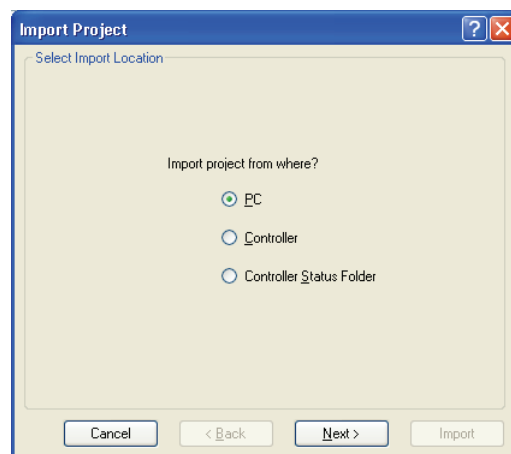 Import Project
Select Import Location
Import project from where?
PC
Controller
Controller Status Folder
Cancel
< Back
Next >
Import